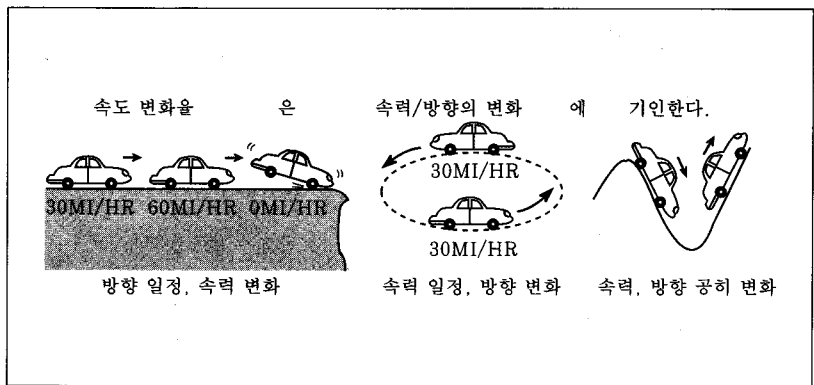 속도 변화율 은 속력/방향의 변화 에 기인한다.
30MI/HR
30MI/HR 60MI/HR 0MI/HR
30MI/HR
방향 일정, 속력 변화 속력 일정, 방향 변화 속력, 방향 공히 변화